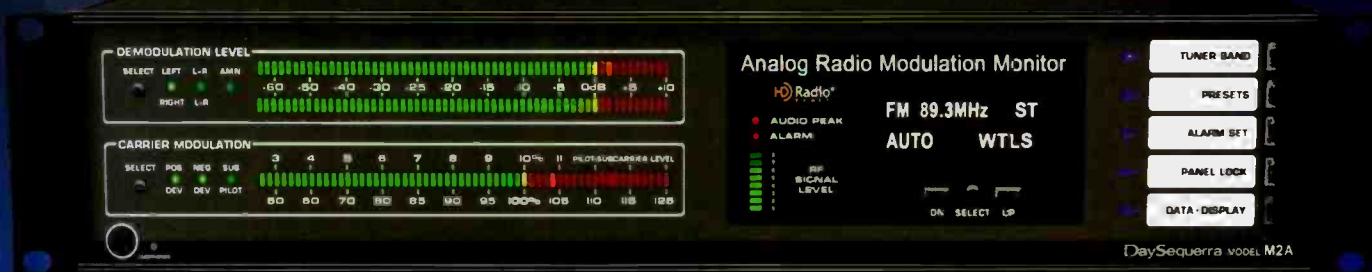 DEMODULATION LEVEL
SELECT LEFT L-R AMN
-60 -50 -40 -30 -25 -20 -15 -10 -5 0dB +5 +10
RIGHT L-R
CARRIER MODULATION
3 4 5 6 7 8 9 10% 11 PILOT-SUBCARRIER LEVEL
SELECT POS NEG SUB
DEV DEV PILOT
50 60 70 80 85 90 95 100% 105 110 115 125
Analog Radio Modulation Monitor
HD Radio
AUDIO PEAK
ALARM
FM 89.3MHz ST
AUTO WTLS
RF
SIGNAL
LEVEL
DN SELECT UP
TUNER BAND
PRESETS
ALARM SET
PANEL LOCK
DATA·DISPLAY
DaySequerra MODEL M2A